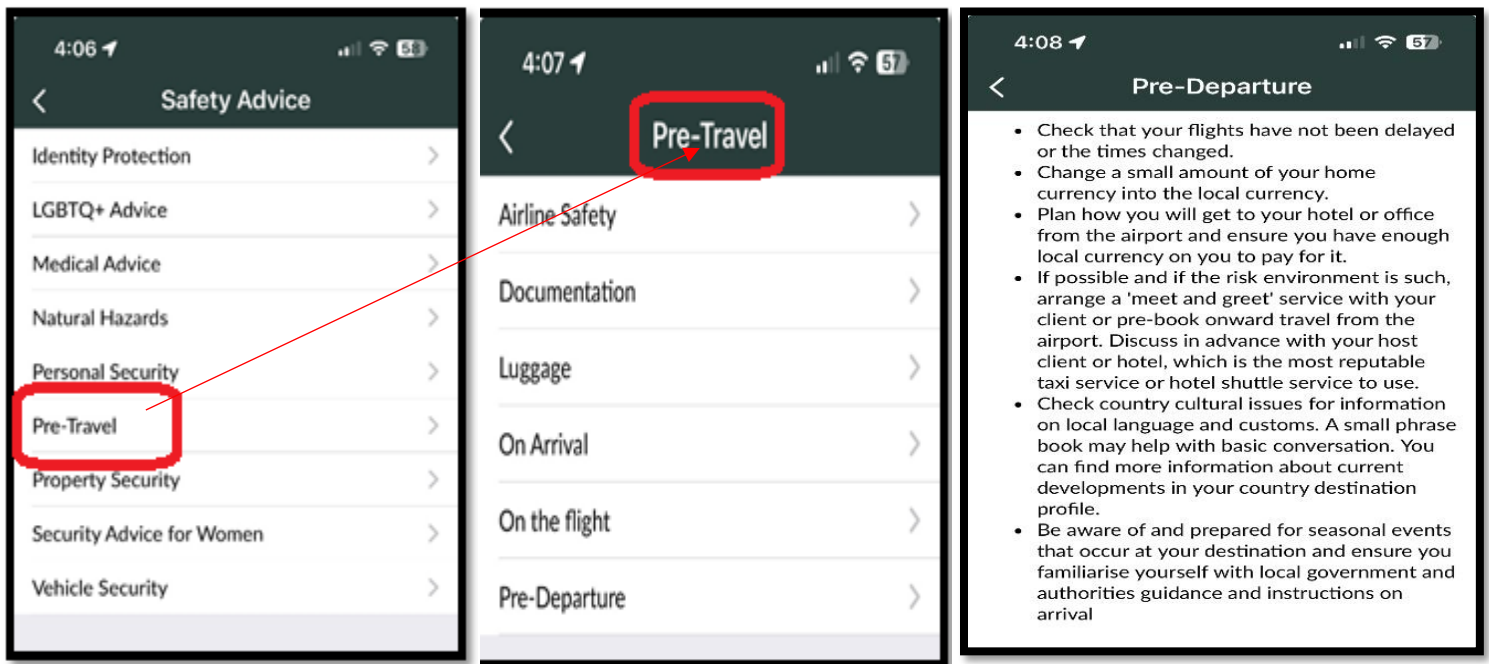 4:06
58
Safety Advice
Identity Protection
LGBTQ+ Advice
Medical Advice
Natural Hazards
Personal Security
Pre-Travel
Property Security
Security Advice for Women
Vehicle Security
4:07
57
Pre-Travel
Airline Safety
Documentation
Luggage
On Arrival
On the flight
Pre-Departure
4:08
57
Pre-Departure
• Check that your flights have not been delayed
or the times changed.
• Change a small amount of your home
currency into the local currency.
• Plan how you will get to your hotel or office
from the airport and ensure you have enough
local currency on you to pay for it.
• If possible and if the risk environment is such,
arrange a 'meet and greet' service with your
client or pre-book onward travel from the
airport. Discuss in advance with your host
client or hotel, which is the most reputable
taxi service or hotel shuttle service to use.
• Check country cultural issues for information
on local language and customs. A small phrase
book may help with basic conversation. You
can find more information about current
developments in your country destination
profile.
• Be aware of and prepared for seasonal events
that occur at your destination and ensure you
familiarise yourself with local government and
authorities guidance and instructions on
arrival